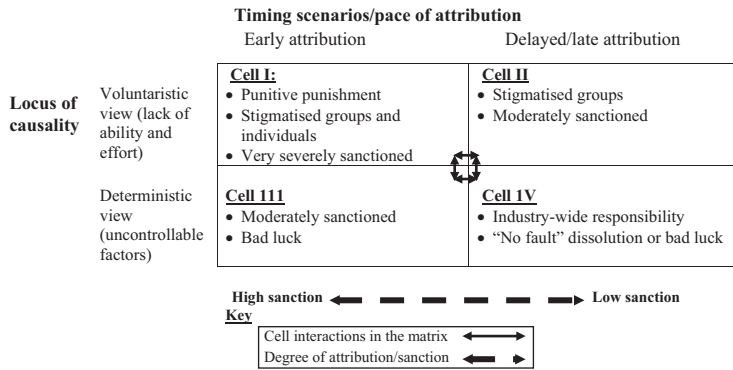 Timing scenarios/pace of attribution
Early attribution
Delayed/late attribution
Locus of
causality
Voluntaristic
view (lack of
ability and
effort)
Cell I:
• Punitive punishment
• Stigmatised groups and
individuals
• Very severely sanctioned
Cell II
• Stigmatised groups
• Moderately sanctioned
Deterministic
view
(uncontrollable
factors)
Cell 111
• Moderately sanctioned
• Bad luck
Cell 1V
• Industry-wide responsibility
• “No fault” dissolution or bad luck
High sanction
Low sanction
Key
Cell interactions in the matrix
Degree of attribution/sanction